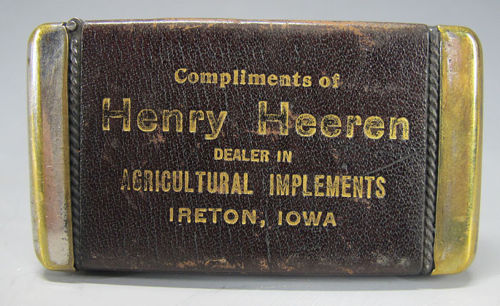 Compliments of
Henry Heeren
DEALER IN
AGRICULTURAL IMPLEMENTS
IRETON, IOWA